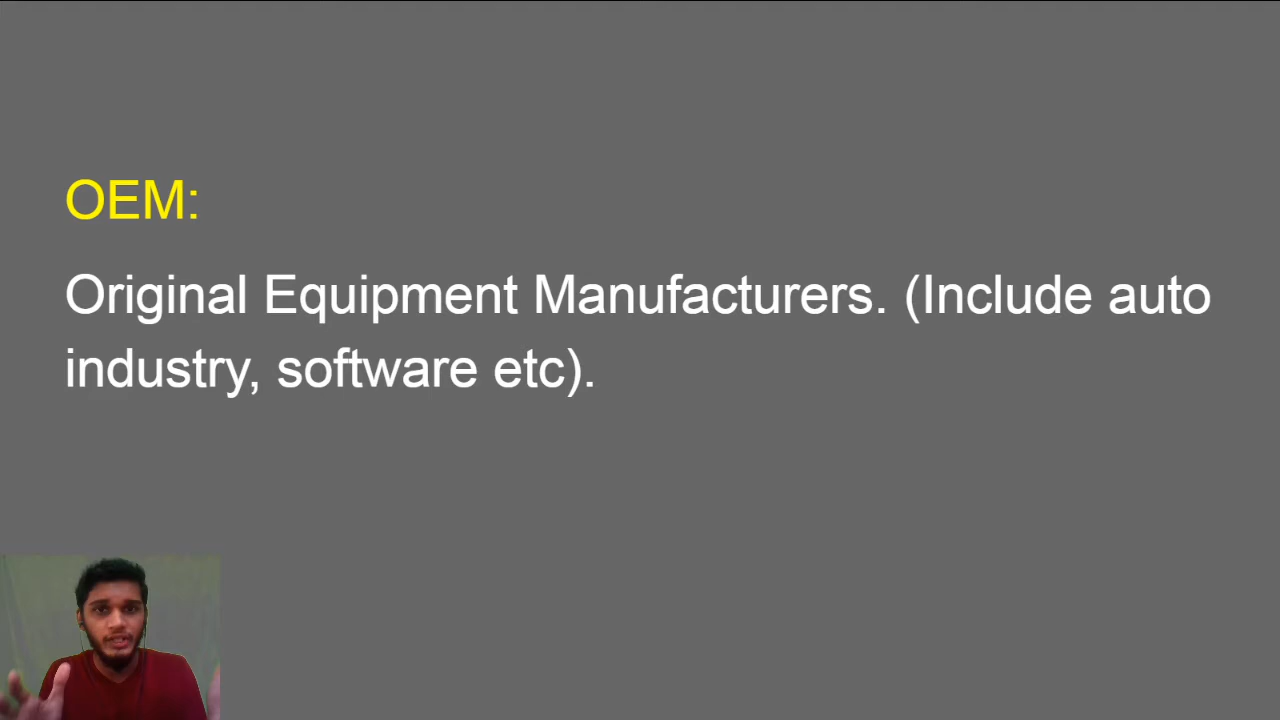 OEM:
Original Equipment Manufacturers. (Include auto
industry, software etc).